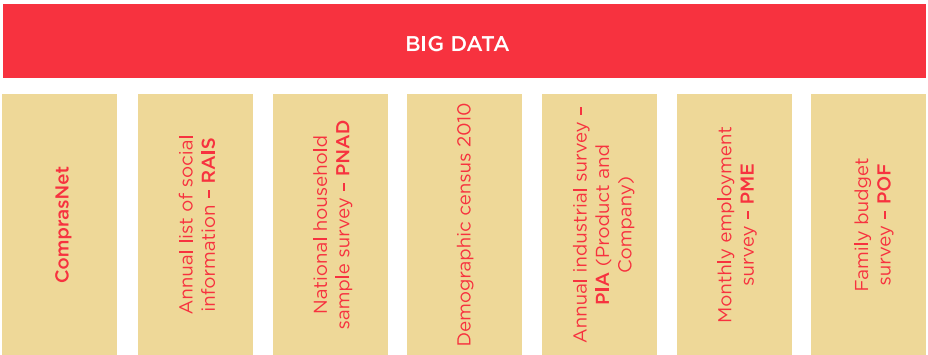 BIG DATA
ComprasNet
Annual list of social
information – RAIS
National household
sample survey – PNAD
Demographic census 2010
Annual industrial survey –
PIA (Product and
Company)
Monthly employment
survey – PME
Family budget
survey – POF